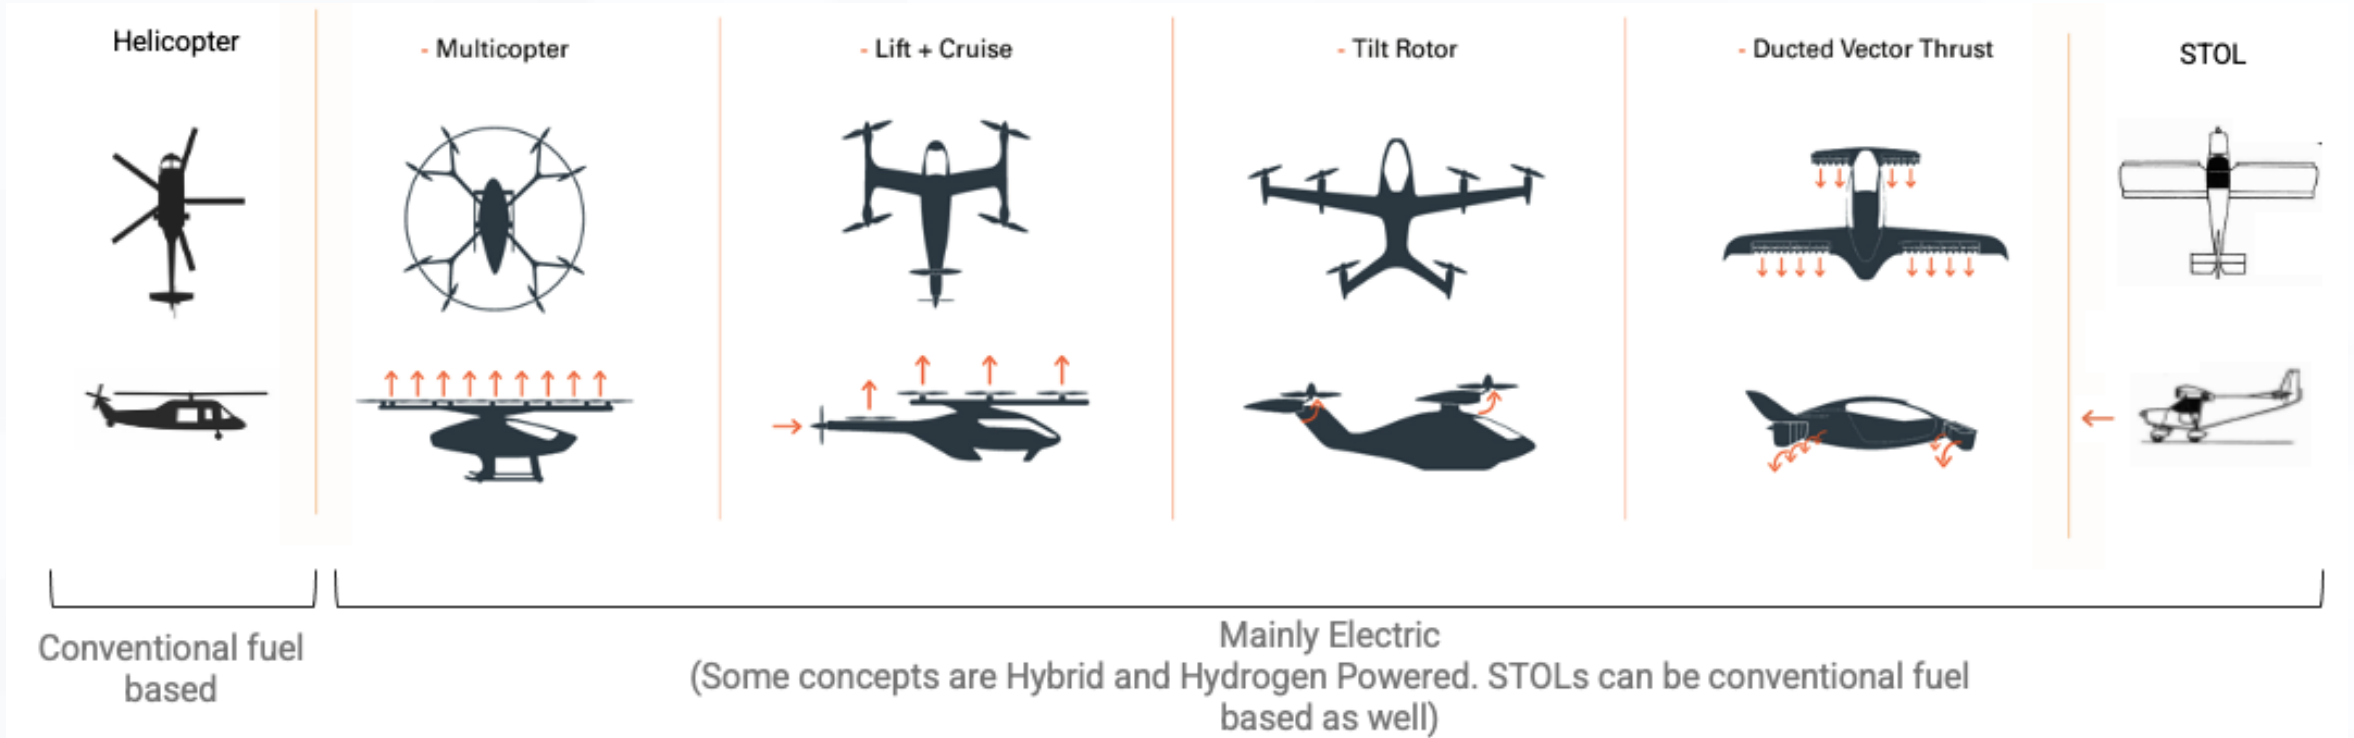 Helicopter
- Multicopter
- Lift + Cruise
- Tilt Rotor
- Ducted Vector Thrust
STOL
Conventional fuel
based
Mainly Electric
(Some concepts are Hybrid and Hydrogen Powered. STOLs can be conventional fuel
based as well)